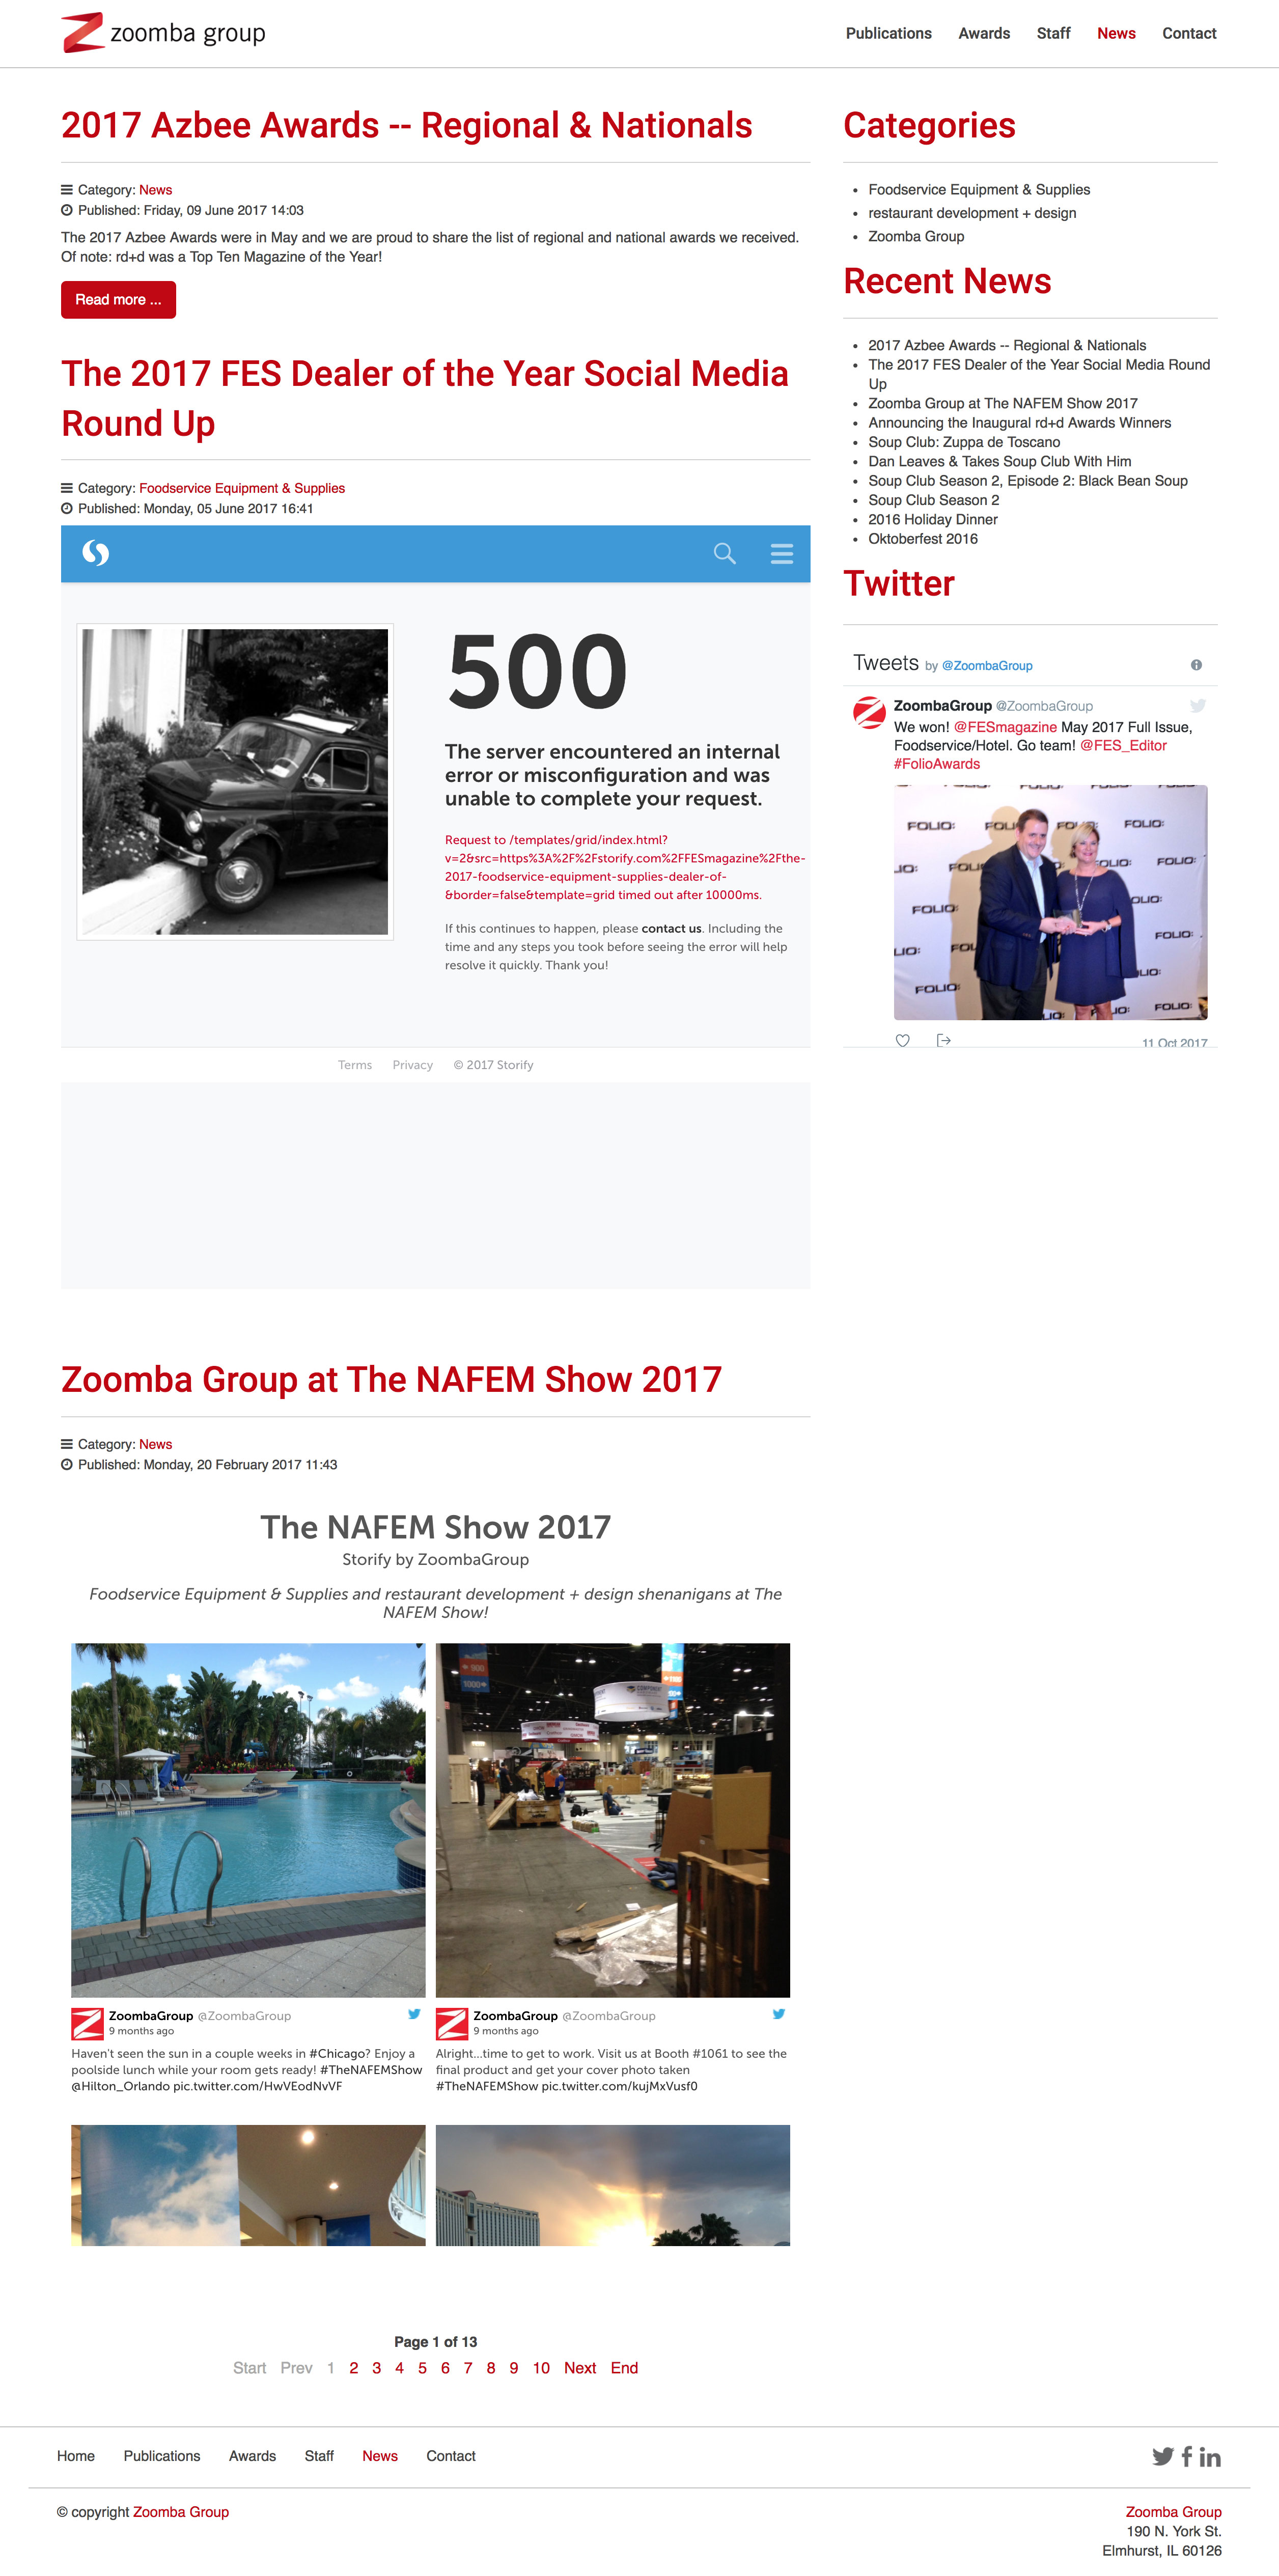 zoomba group
Publications Awards Staff News Contact
2017 Azbee Awards -- Regional & Nationals
Category: News
Published: Friday, 09 June 2017 14:03
The 2017 Azbee Awards were in May and we are proud to share the list of regional and national awards we received.
Of note: rd+d was a Top Ten Magazine of the Year!
Read more ...
The 2017 FES Dealer of the Year Social Media
Round Up
Category: Foodservice Equipment & Supplies
Published: Monday, 05 June 2017 16:41
500
The server encountered an internal
error or misconfiguration and was
unable to complete your request.
Request to /templates/grid/index.html?
v=2&src=https%3A%2F%2Fstorify.com%2FFESmagazine%2Fthe-
2017-foodservice-equipment-supplies-dealer-of-
&border=false&template=grid timed out after 10000ms.
If this continues to happen, please contact us. Including the
time and any steps you took before seeing the error will help
resolve it quickly. Thank you!
Terms Privacy © 2017 Storify
Zoomba Group at The NAFEM Show 2017
Category: News
Published: Monday, 20 February 2017 11:43
The NAFEM Show 2017
Storify by ZoombaGroup
Foodservice Equipment & Supplies and restaurant development + design shenanigans at The
NAFEM Show!
ZoombaGroup @ZoombaGroup
9 months ago
Haven't seen the sun in a couple weeks in #Chicago? Enjoy a
poolside lunch while your room gets ready! #TheNAFEMShow
@Hilton_Orlando pic.twitter.com/HwVEodNvVF
900
1000
COMPONENT
ZoombaGroup @ZoombaGroup
9 months ago
Alright...time to get to work. Visit us at Booth #1061 to see the
final product and get your cover photo taken
#TheNAFEMShow pic.twitter.com/kujMxVusf0
Page 1 of 13
Start Prev 1 2 3 4 5 6 7 8 9 10 Next End
Categories
Foodservice Equipment & Supplies
restaurant development + design
Zoomba Group
Recent News
2017 Azbee Awards -- Regional & Nationals
The 2017 FES Dealer of the Year Social Media Round
Up
Zoomba Group at The NAFEM Show 2017
Announcing the Inaugural rd+d Awards Winners
Soup Club: Zuppa de Toscano
Dan Leaves & Takes Soup Club With Him
Soup Club Season 2, Episode 2: Black Bean Soup
Soup Club Season 2
2016 Holiday Dinner
Oktoberfest 2016
Twitter
Tweets by @ZoombaGroup
ZoombaGroup @ZoombaGroup
We won! @FESmagazine May 2017 Full Issue,
Foodservice/Hotel. Go team! @FES_Editor
#FolioAwards
FOLIO:
11 Oct 2017
Home Publications Awards Staff News Contact
© copyright Zoomba Group
Zoomba Group
190 N. York St.
Elmhurst, IL 60126